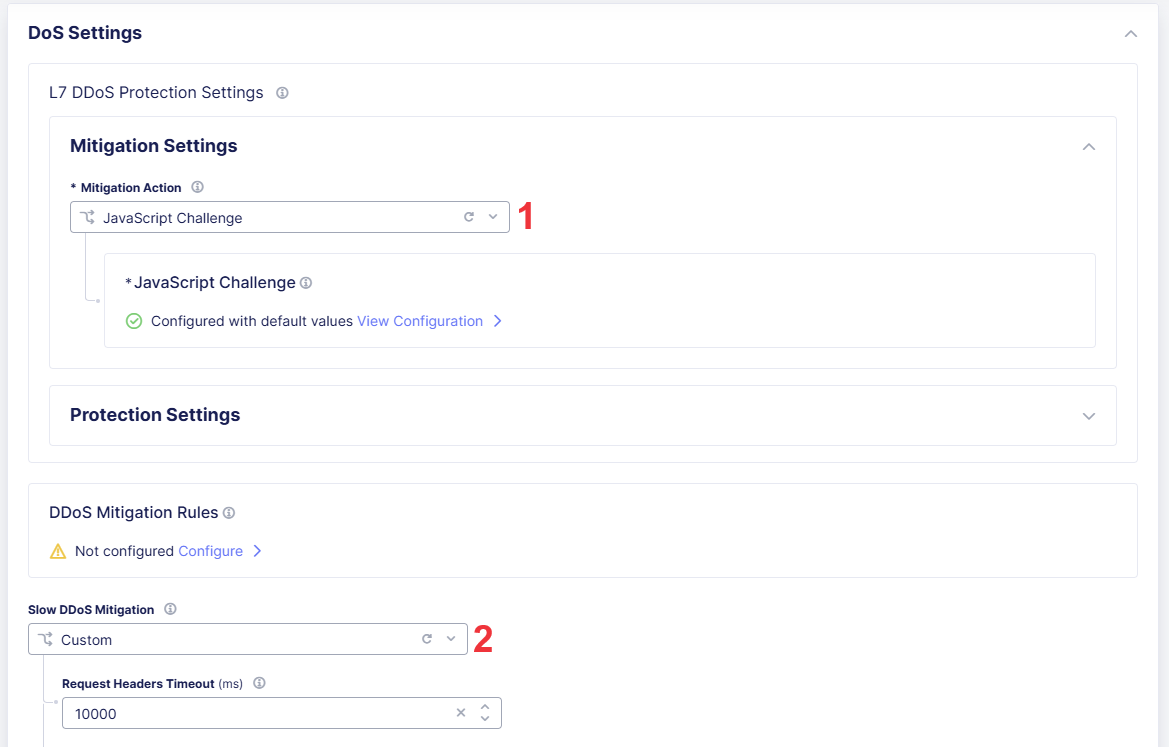 DoS Settings
L7 DDoS Protection Settings
Mitigation Settings
* Mitigation Action
JavaScript Challenge
1
*JavaScript Challenge
Configured with default values View Configuration
Protection Settings
DDoS Mitigation Rules
Not configured Configure
Slow DDoS Mitigation
Custom
2
Request Headers Timeout (ms)
10000